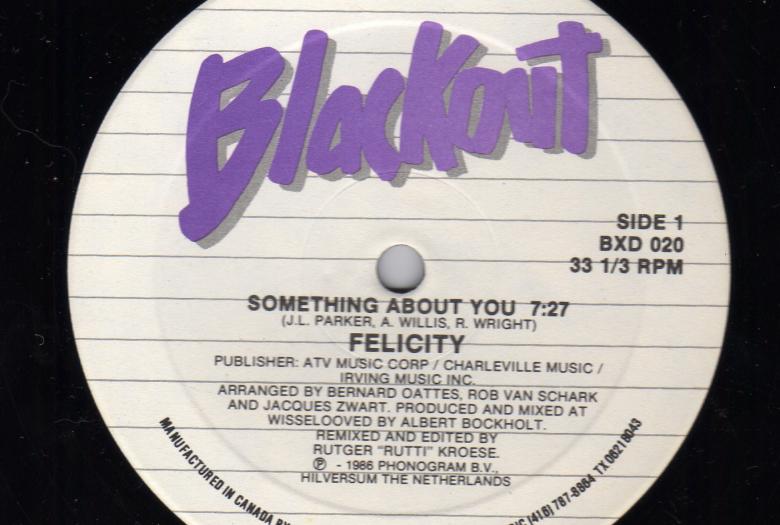 Blackout
SIDE 1
BXD 020
33 1/3 RPM
SOMETHING ABOUT YOU 7:27
(J.L. PARKER, A. WILLIS, R. WRIGHT)
FELICITY
PUBLISHER: ATV MUSIC CORP / CHARLEVILLE MUSIC /
IRVING MUSIC INC.
ARRANGED BY BERNARD OATTES, ROB VAN SCHARK
AND JACQUES ZWART. PRODUCED AND MIXED AT
WISSELOOVED BY ALBERT BOCKHOLT.
REMIXED AND EDITED BY
RUTGER "RUTTI" KROESE.
Ⓟ - 1986 PHONOGRAM B.V.,
HILVERSUM THE NETHERLANDS
MANUFACTURED IN CANADA BY
(416) 787-8864 TX 06218043